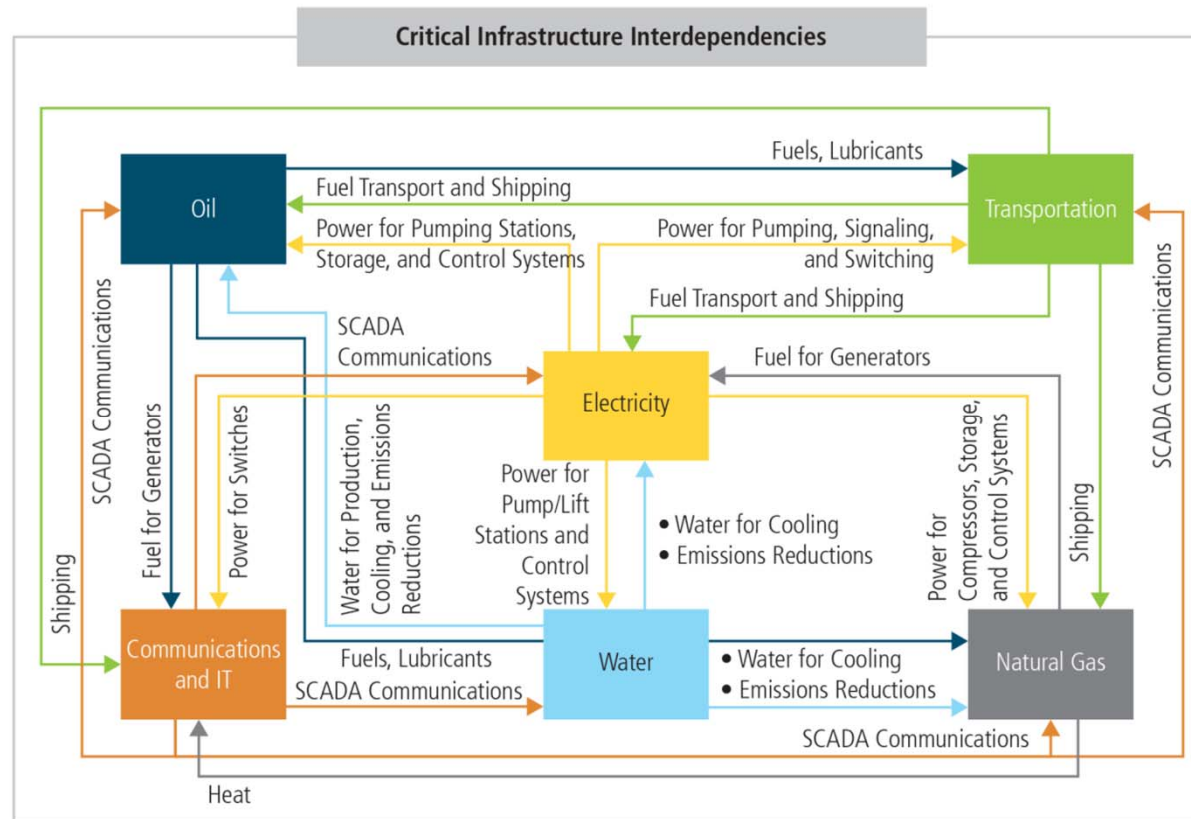 Critical Infrastructure Interdependencies
Fuels, Lubricants
Oil
Fuel Transport and Shipping
Transportation
Power for Pumping Stations,
Storage, and Control Systems
Power for Pumping, Signaling,
and Switching
Fuel Transport and Shipping
SCADA
Communications
Fuel for Generators
Electricity
SCADA Communications
Shipping
Fuel for Generators
Power for Switches
Water for Production,
Cooling, and Emissions
Reductions
Power for
Pump/Lift
Stations and
Control
Systems
• Water for Cooling
• Emissions Reductions
Power for
Compressors, Storage,
and Control Systems
Shipping
SCADA Communications
Communications
and IT
Fuels, Lubricants
SCADA Communications
Water
• Water for Cooling
• Emissions Reductions
Natural Gas
SCADA Communications
Heat